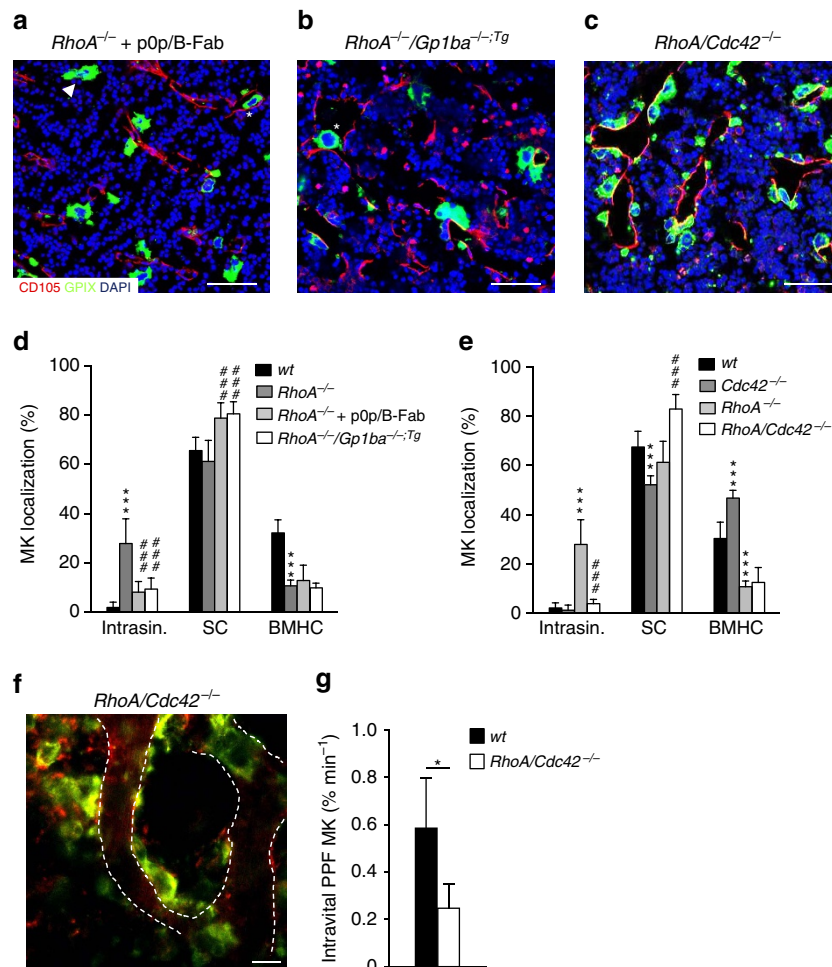 a
RhoA–/– + p0p/B-Fab
*
CD105 GPIX DAPI
b
RhoA–/–/Gp1ba–/–;Tg
*
c
RhoA/Cdc42–/–
d
MK localization (%)
100
80
60
40
20
0
***
###
###
###
###
***
Intrasin.
SC
BMHC
wt
RhoA–/–
RhoA–/– + p0p/B-Fab
RhoA–/–/Gp1ba–/–;Tg
e
MK localization (%)
100
80
60
40
20
0
***
###
***
###
***
***
Intrasin.
SC
BMHC
wt
Cdc42–/–
RhoA–/–
RhoA/Cdc42–/–
f
RhoA/Cdc42–/–
g
Intravital PPF MK (% min–1)
1.0
0.8
0.6
0.4
0.2
0
*
wt
RhoA/Cdc42–/–